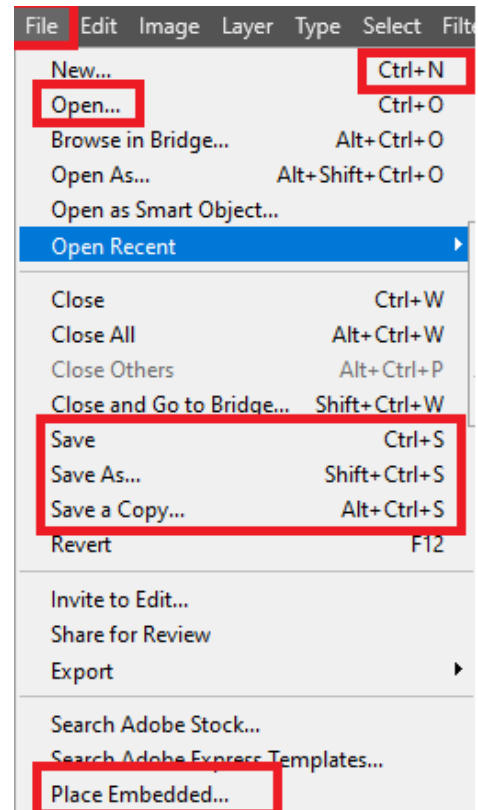 File Edit Image Layer Type Select Filte
New... Ctrl+N
Open... Ctrl+O
Browse in Bridge... Alt+Ctrl+O
Open As... Alt+Shift+Ctrl+O
Open as Smart Object...
Open Recent
Close Ctrl+W
Close All Alt+Ctrl+W
Close Others Alt+Ctrl+P
Close and Go to Bridge... Shift+Ctrl+W
Save Ctrl+S
Save As... Shift+Ctrl+S
Save a Copy... Alt+Ctrl+S
Revert F12
Invite to Edit...
Share for Review
Export
Search Adobe Stock...
Search Adobe Express Templates...
Place Embedded...